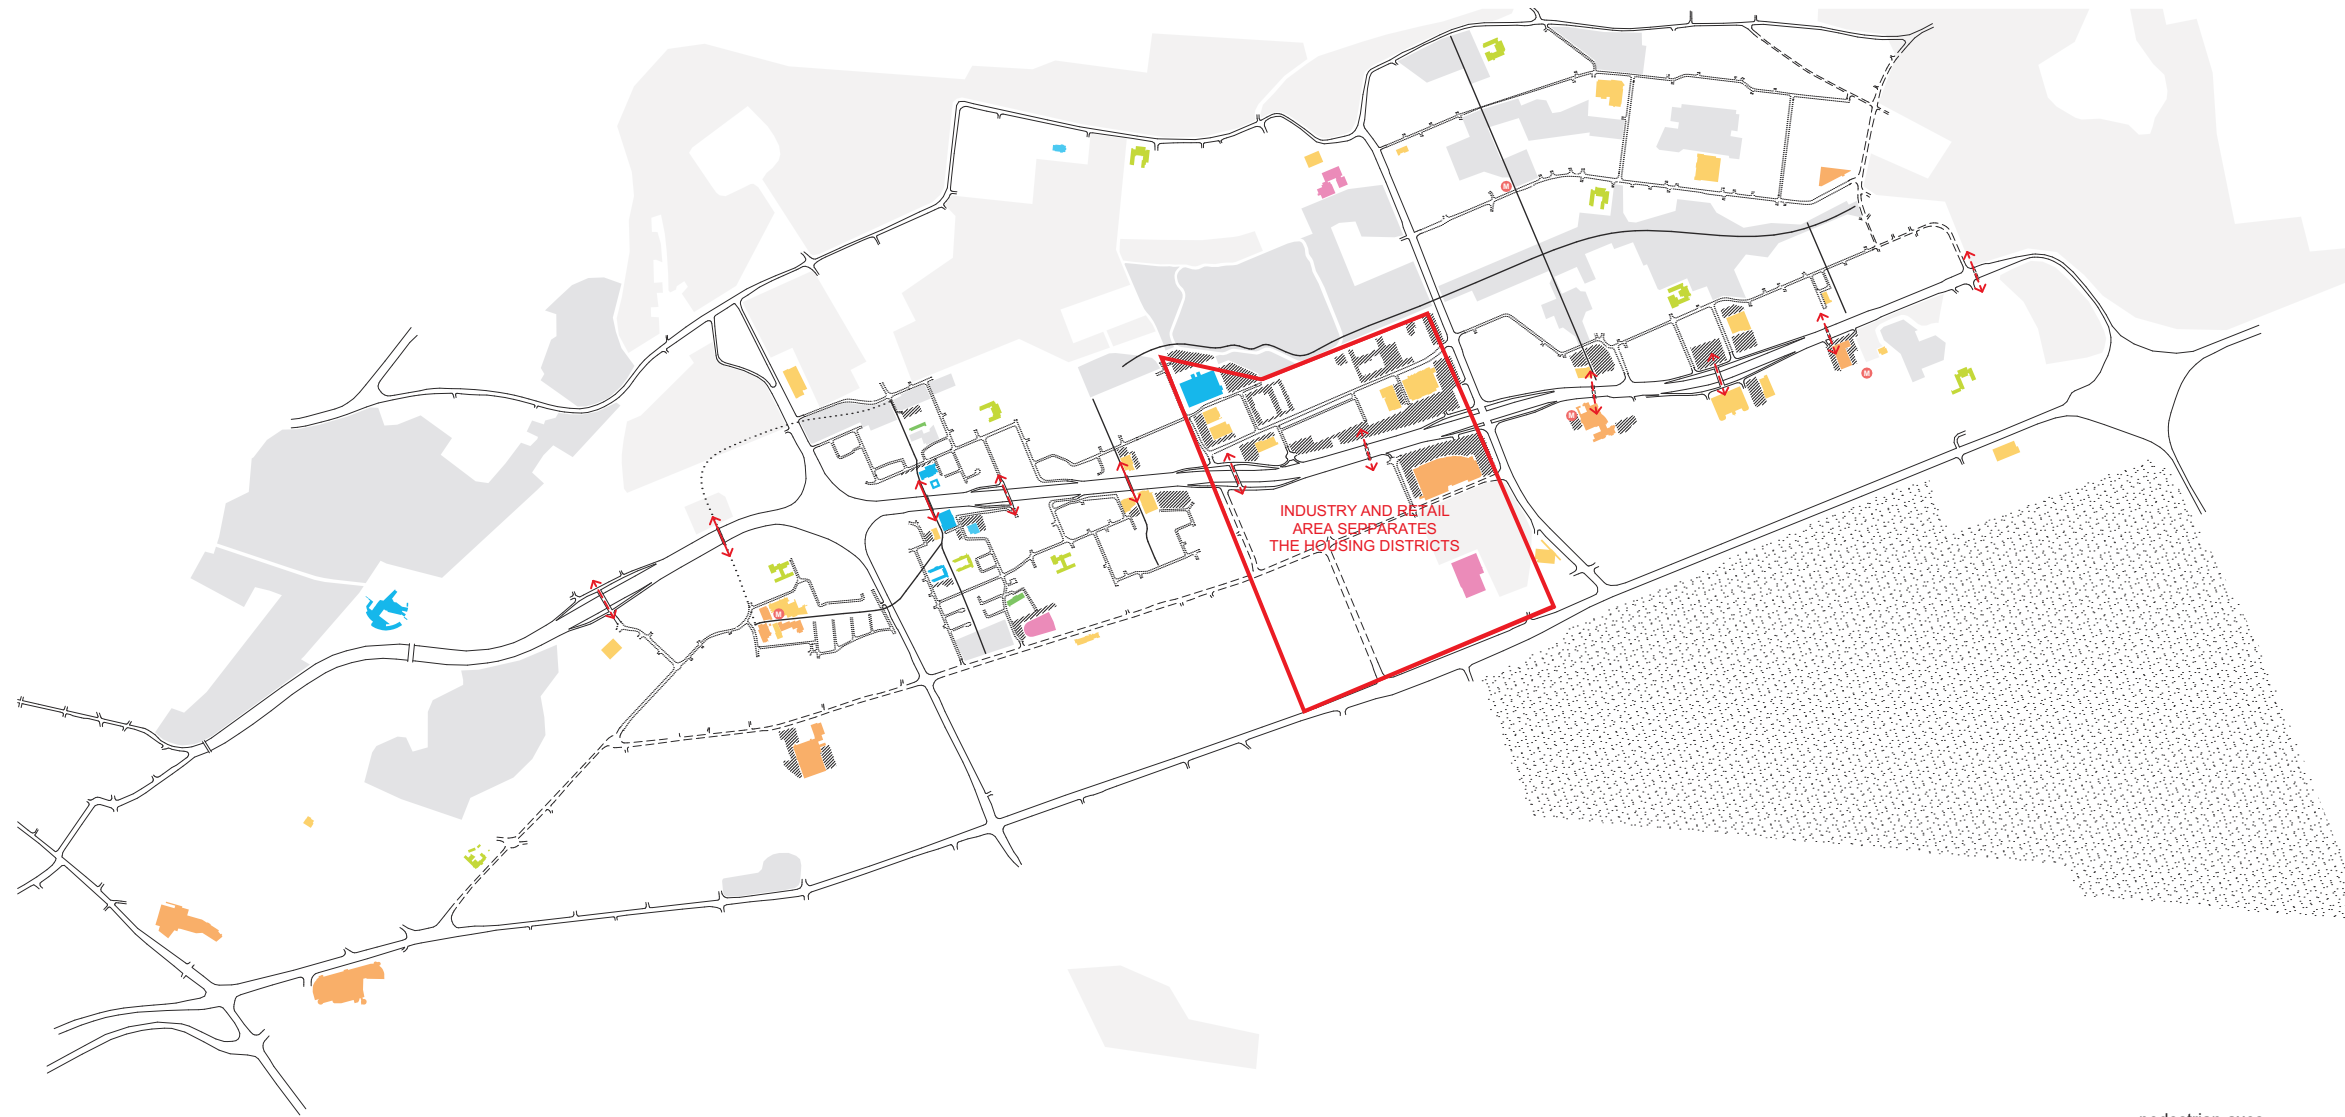 M
M
M
M
INDUSTRY AND RETAIL
AREA SEPPARATES
THE HOUSING DISTRICTS